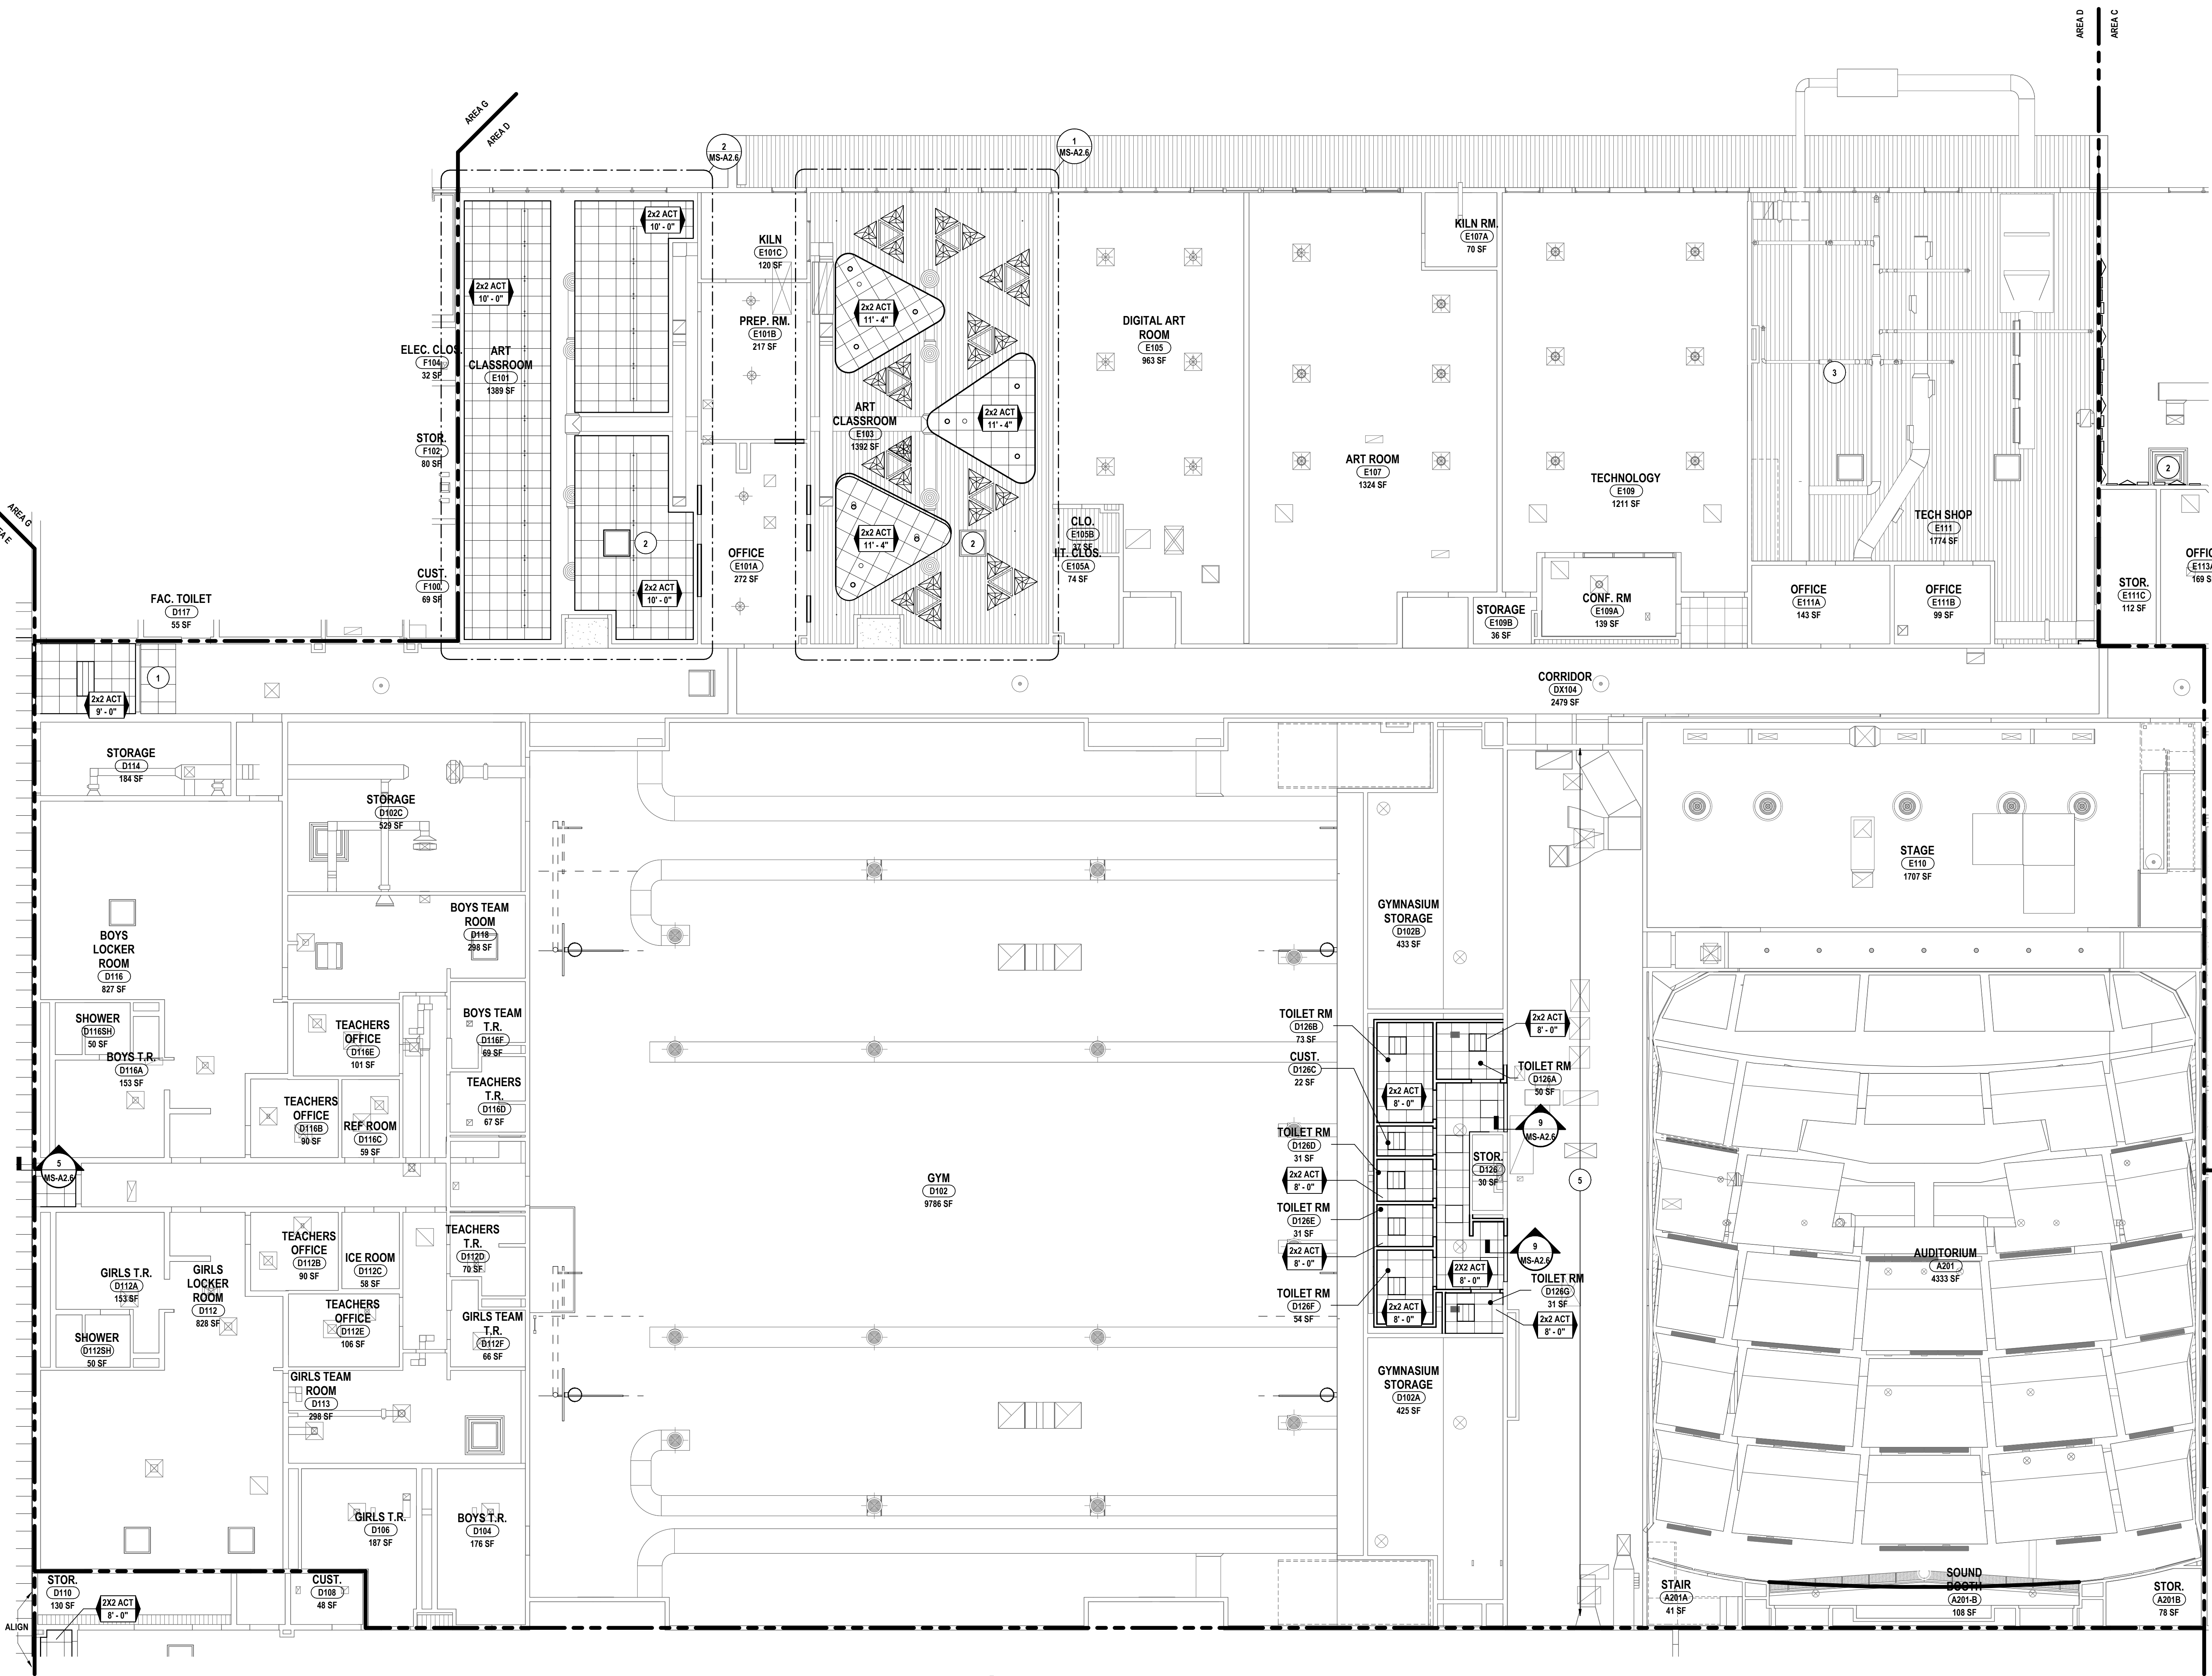 AREA D
AREA C
AREA G
AREA D
2
MS-A2.6
1
MS-A2.6
2x2 ACT
10' - 0"
2x2 ACT
10' - 0"
KILN
E101C
120 SF
KILN RM.
E107A
70 SF
2x2 ACT
11' - 4"
PREP. RM.
E101B
217 SF
DIGITAL ART
ROOM
E105
963 SF
ELEC. CLOS.
F104
32 SF
ART
CLASSROOM
E101
1389 SF
3
ART
CLASSROOM
E103
1392 SF
2x2 ACT
11' - 4"
STOR.
F102
80 SF
ART ROOM
E107
1324 SF
TECHNOLOGY
E109
1211 SF
2
AREA G
2x2 ACT
11' - 4"
2
2
CLO.
E105B
37 SF
I.T. CLOS.
E105A
74 SF
TECH SHOP
E111
1774 SF
OFFICE
E101A
272 SF
CUST.
F100
69 SF
2x2 ACT
10' - 0"
FAC. TOILET
D117
55 SF
STORAGE
E109B
36 SF
CONF. RM
E109A
139 SF
OFFICE
E111A
143 SF
OFFICE
E111B
99 SF
STOR.
E111C
112 SF
E113A
1
2x2 ACT
9' - 0"
CORRIDOR
DX104
2479 SF
STORAGE
D114
184 SF
STORAGE
D102C
529 SF
STAGE
E110
1707 SF
BOYS
LOCKER
ROOM
D116
827 SF
BOYS TEAM
ROOM
D118
298 SF
GYMNASIUM
STORAGE
D102B
433 SF
SHOWER
D116SH
50 SF
BOYS T.R.
D116A
153 SF
TEACHERS
OFFICE
D116E
101 SF
BOYS TEAM
T.R.
D116F
69 SF
TOILET RM
D126B
73 SF
2x2 ACT
8' - 0"
CUST.
D126C
22 SF
TOILET RM
D126A
50 SF
TEACHERS
T.R.
D116D
67 SF
2x2 ACT
8' - 0"
TEACHERS
OFFICE
D116B
90 SF
REF ROOM
D116C
59 SF
9
MS-A2.6
TOILET RM
D126D
31 SF
5
MS-A2.6
STOR.
D126
30 SF
5
2x2 ACT
8' - 0"
GYM
D102
9786 SF
TOILET RM
D126E
31 SF
2x2 ACT
8' - 0"
9
MS-A2.6
TEACHERS
T.R.
D112D
70 SF
TEACHERS
OFFICE
D112B
90 SF
ICE ROOM
D112C
58 SF
GIRLS T.R.
D112A
153 SF
GIRLS
LOCKER
ROOM
D112
828 SF
2X2 ACT
8' - 0"
AUDITORIUM
A201
4333 SF
TOILET RM
D126G
31 SF
TOILET RM
D126F
54 SF
2x2 ACT
8' - 0"
2x2 ACT
8' - 0"
TEACHERS
OFFICE
D112E
106 SF
GIRLS TEAM
T.R.
D112F
66 SF
SHOWER
D112SH
50 SF
GIRLS TEAM
ROOM
D113
298 SF
GYMNASIUM
STORAGE
D102A
425 SF
GIRLS T.R.
D106
187 SF
BOYS T.R.
D104
176 SF
STOR.
D110
130 SF
2X2 ACT
8' - 0"
CUST.
D108
48 SF
ALIGN
STAIR
A201A
41 SF
SOUND
BOOTH
A201-B
108 SF
STOR.
A201B
78 SF